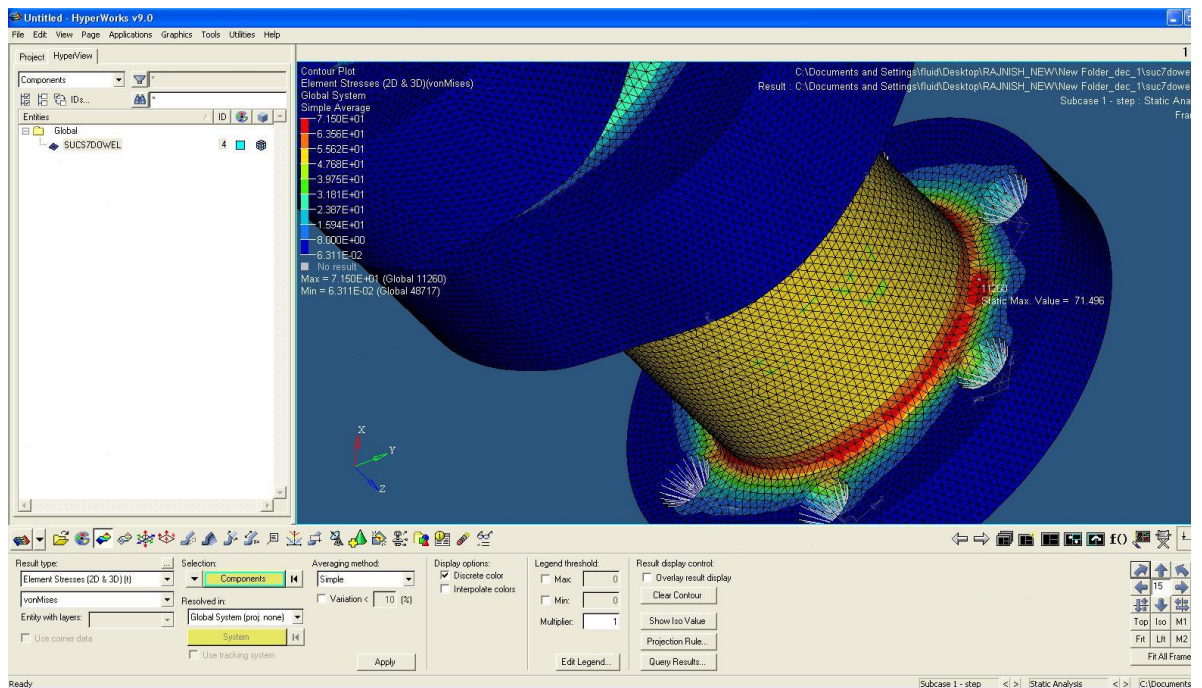 Untitled - HyperWorks v9.0
File Edit View Page Applications Graphics Tools Utilities Help
Project HyperView
1
Components
*
IDs...
*
Entities ID
Global
SUCS7DOWEL 4
Contour Plot
Element Stresses (2D & 3D)(vonMises)
Global System
Simple Average
7.150E+01
6.356E+01
5.562E+01
4.768E+01
3.975E+01
3.181E+01
2.387E+01
1.594E+01
8.000E+00
6.311E-02
No result
Max = 7.150E+01 (Global 11260)
Min = 6.311E-02 (Global 48717)
C:\Documents and Settings\fluid\Desktop\RAJNISH_NEW\New Folder_dec_1\suc7dowe
Result : C:\Documents and Settings\fluid\Desktop\RAJNISH_NEW\New Folder_dec_1\suc7dowe
Subcase 1 - step : Static Ana
Fra
11260
Static Max. Value = 71.496
X
Y
Z
f()
Result type:
...
Element Stresses (2D & 3D) (t)
vonMises
Entity with layers:
Use corner data
Selection:
Components
Resolved in:
Global System (proj: none)
System
Use tracking system
Averaging method:
Simple
Variation < 10 (%)
Apply
Display options:
Discrete color
Interpolate colors
Legend threshold:
Max: 0
Min: 0
Multiplier: 1
Edit Legend...
Result display control:
Overlay result display
Clear Contour
Show Iso Value
Projection Rule...
Query Results...
15
Top Iso M1
Frt Lft M2
Fit All Frame
Ready
Subcase 1 - step < > Static Analysis < > C:\Documents